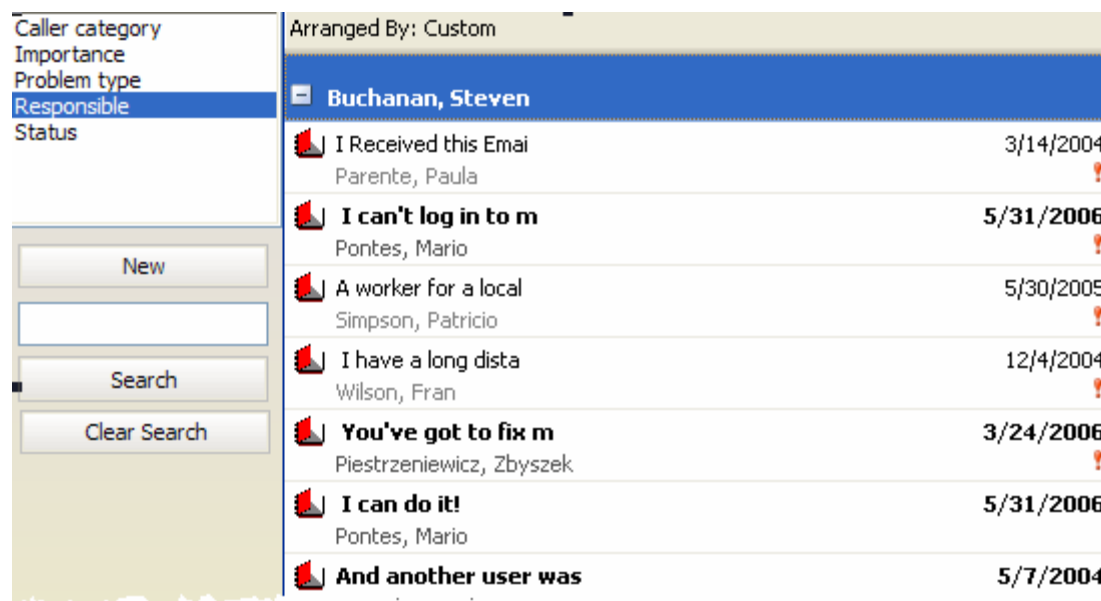 Caller category
Importance
Problem type
Responsible
Status
New
Search
Clear Search
Arranged By: Custom
Buchanan, Steven
I Received this Emai 3/14/2004
Parente, Paula
I can't log in to m 5/31/2006
Pontes, Mario
A worker for a local 5/30/2005
Simpson, Patricio
I have a long dista 12/4/2004
Wilson, Fran
You've got to fix m 3/24/2006
Piestrzeniewicz, Zbyszek
I can do it! 5/31/2006
Pontes, Mario
And another user was 5/7/2004